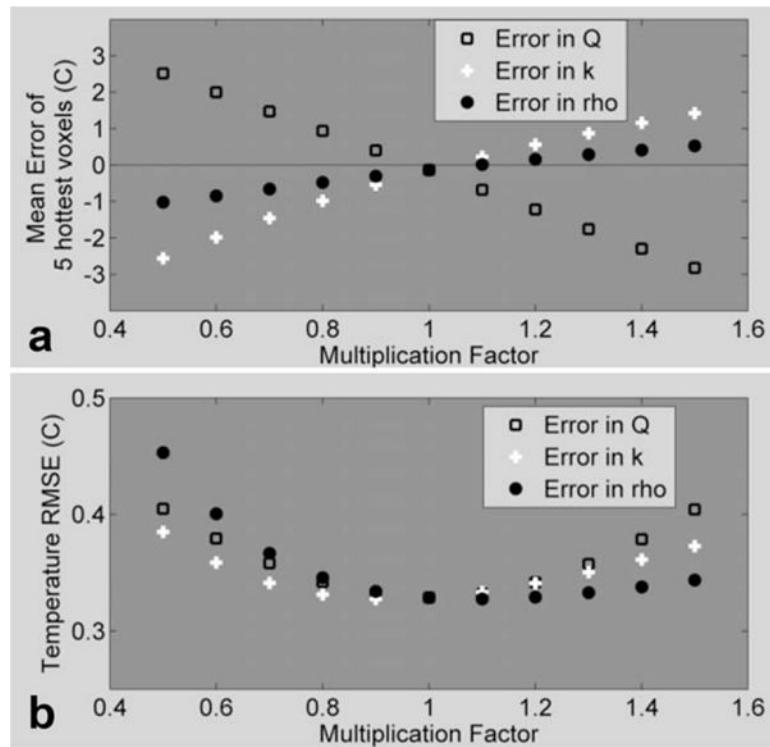 3
2
1
0
-1
-2
-3
Mean Error of
5 hottest voxels (C)
Error in Q
Error in k
Error in rho
a
0.4
0.6
0.8
1
1.2
1.4
1.6
Multiplication Factor
0.5
0.4
0.3
Temperature RMSE (C)
Error in Q
Error in k
Error in rho
b
0.4
0.6
0.8
1
1.2
1.4
1.6
Multiplication Factor